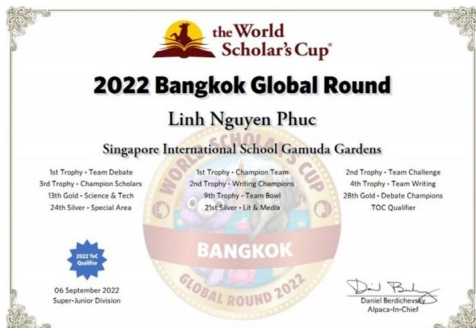 the World
Scholar's Cup®
2022 Bangkok Global Round
Linh Nguyen Phuc
Singapore International School Gamuda Gardens
1st Trophy • Team Debate
1st Trophy • Champion Team
2nd Trophy • Team Challenge
3rd Trophy • Champion Scholars
2nd Trophy • Writing Champions
4th Trophy • Team Writing
13th Gold • Science & Tech
9th Trophy • Team Bowl
28th Gold • Debate Champions
24th Silver • Special Area
21st Silver • Lit & Media
TOC Qualifier
WORLD SCHOLAR'S CUP
BANGKOK
GLOBAL ROUND 2022
2022 ToC
Qualifier
06 September 2022
Super-Junior Division
Daniel Berdichevsky
Alpaca-In-Chief